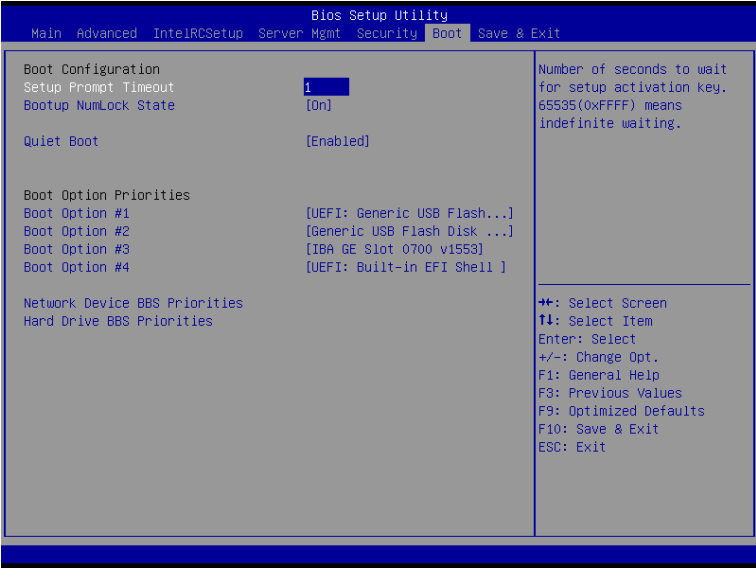 Bios Setup Utility
Main Advanced IntelRCSetup Server Mgmt Security Boot Save & Exit
Boot Configuration
Setup Prompt Timeout 1
Bootup NumLock State [On]
Quiet Boot [Enabled]
Boot Option Priorities
Boot Option #1 [UEFI: Generic USB Flash...]
Boot Option #2 [Generic USB Flash Disk ...]
Boot Option #3 [IBA GE Slot 0700 v1553]
Boot Option #4 [UEFI: Built-in EFI Shell ]
Network Device BBS Priorities
Hard Drive BBS Priorities
Number of seconds to wait
for setup activation key.
65535(0xFFFF) means
indefinite waiting.
→←: Select Screen
↑↓: Select Item
Enter: Select
+/-: Change Opt.
F1: General Help
F3: Previous Values
F9: Optimized Defaults
F10: Save & Exit
ESC: Exit